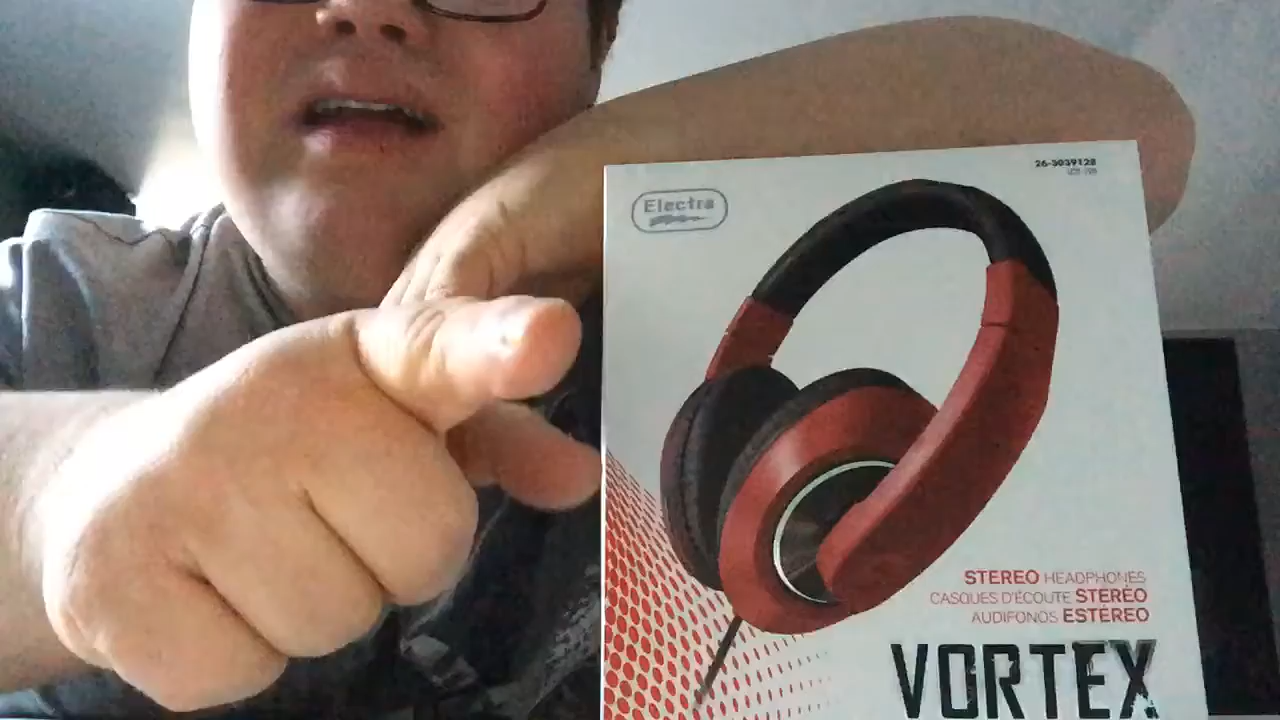 26-3039128
Electra
STEREO HEADPHONES
CASQUES D'ÉCOUTE STÉRÉO
AUDÍFONOS ESTÉREO
VORTEX